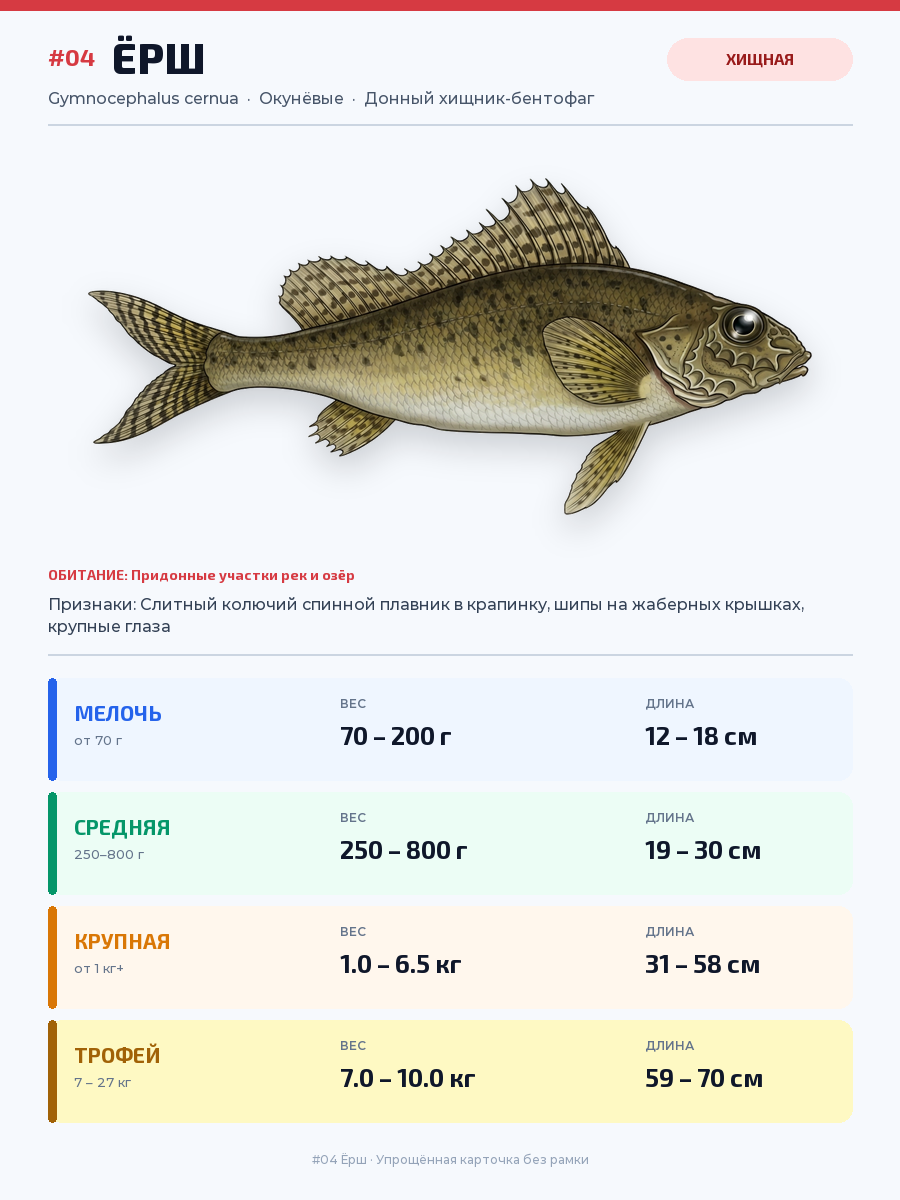 #04 ЁРШ
ХИЩНАЯ
Gymnocephalus cernua · Окунёвые · Донный хищник-бентофаг
ОБИТАНИЕ: Придонные участки рек и озёр
Признаки: Слитный колючий спинной плавник в крапинку, шипы на жаберных крышках,
крупные глаза
МЕЛОЧЬ
от 70 г
ВЕС
70 – 200 г
ДЛИНА
12 – 18 см
СРЕДНЯЯ
250–800 г
ВЕС
250 – 800 г
ДЛИНА
19 – 30 см
КРУПНАЯ
от 1 кг+
ВЕС
1.0 – 6.5 кг
ДЛИНА
31 – 58 см
ТРОФЕЙ
7 – 27 кг
ВЕС
7.0 – 10.0 кг
ДЛИНА
59 – 70 см
#04 Ёрш · Упрощённая карточка без рамки